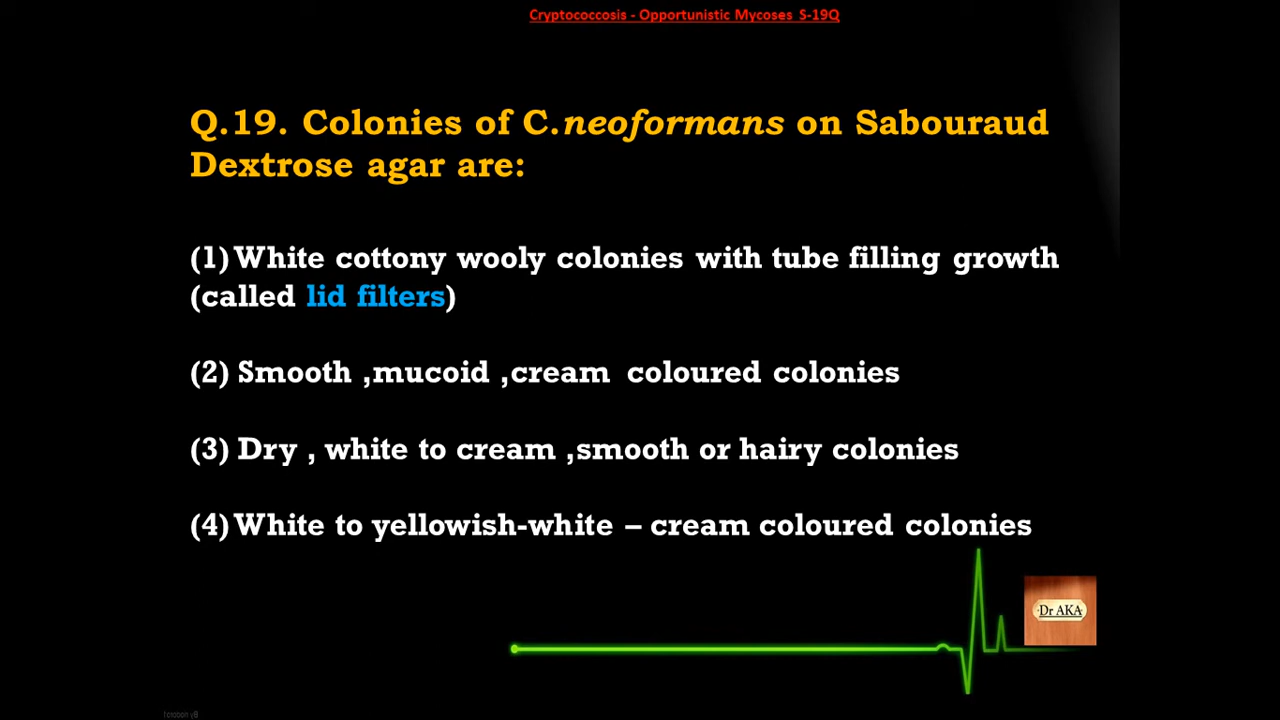 Cryptococcosis - Opportunistic Mycoses S-19Q
Q.19. Colonies of C.neoformans on Sabouraud
Dextrose agar are:
(1) White cottony wooly colonies with tube filling growth
(called lid filters)
(2) Smooth ,mucoid ,cream coloured colonies
(3) Dry , white to cream ,smooth or hairy colonies
(4) White to yellowish-white – cream coloured colonies
Dr AKA